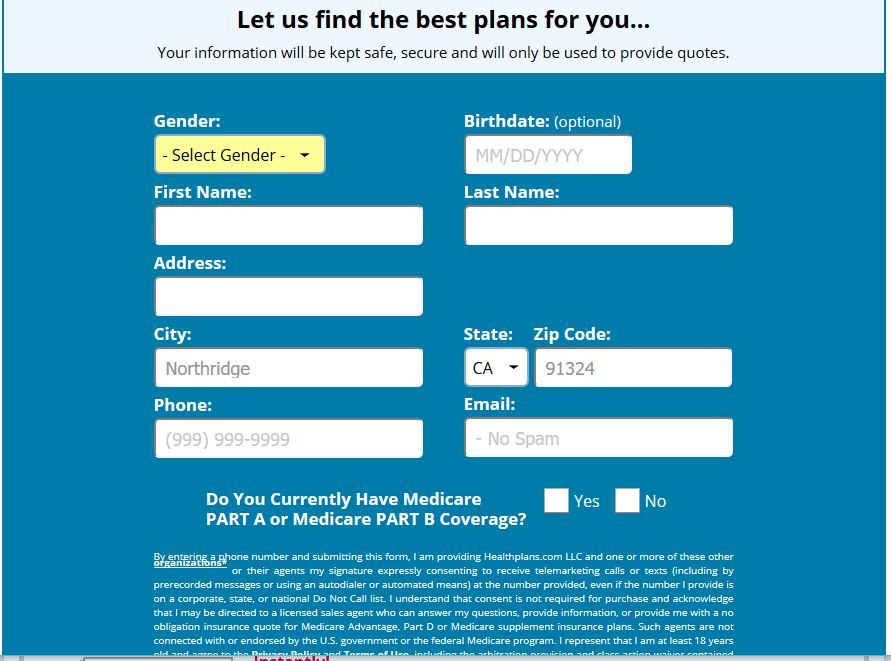 Let us find the best plans for you...
Your information will be kept safe, secure and will only be used to provide quotes.
Gender:
Birthdate: (optional)
- Select Gender -
MM/DD/YYYY
First Name:
Last Name:
Address:
City:
State:
Zip Code:
Northridge
CA
91324
Phone:
Email:
(999) 999-9999
- No Spam
Do You Currently Have Medicare
PART A or Medicare PART B Coverage?
Yes
No
By entering a phone number and submitting this form, I am providing Healthplans.com LLC and one or more of these other
organizations* or their agents my signature expressly consenting to receive telemarketing calls or texts (including by
prerecorded messages or using an autodialer or automated means) at the number provided, even if the number I provide is
on a corporate, state, or national Do Not Call list. I understand that consent is not required for purchase and acknowledge
that I may be directed to a licensed sales agent who can answer my questions, provide information, or provide me with a no
obligation insurance quote for Medicare Advantage, Part D or Medicare supplement insurance plans. Such agents are not
connected with or endorsed by the U.S. government or the federal Medicare program. I represent that I am at least 18 years
old and agree to the Privacy Policy and Terms of Use, including the arbitration provision and class action waiver contained
Instantly!